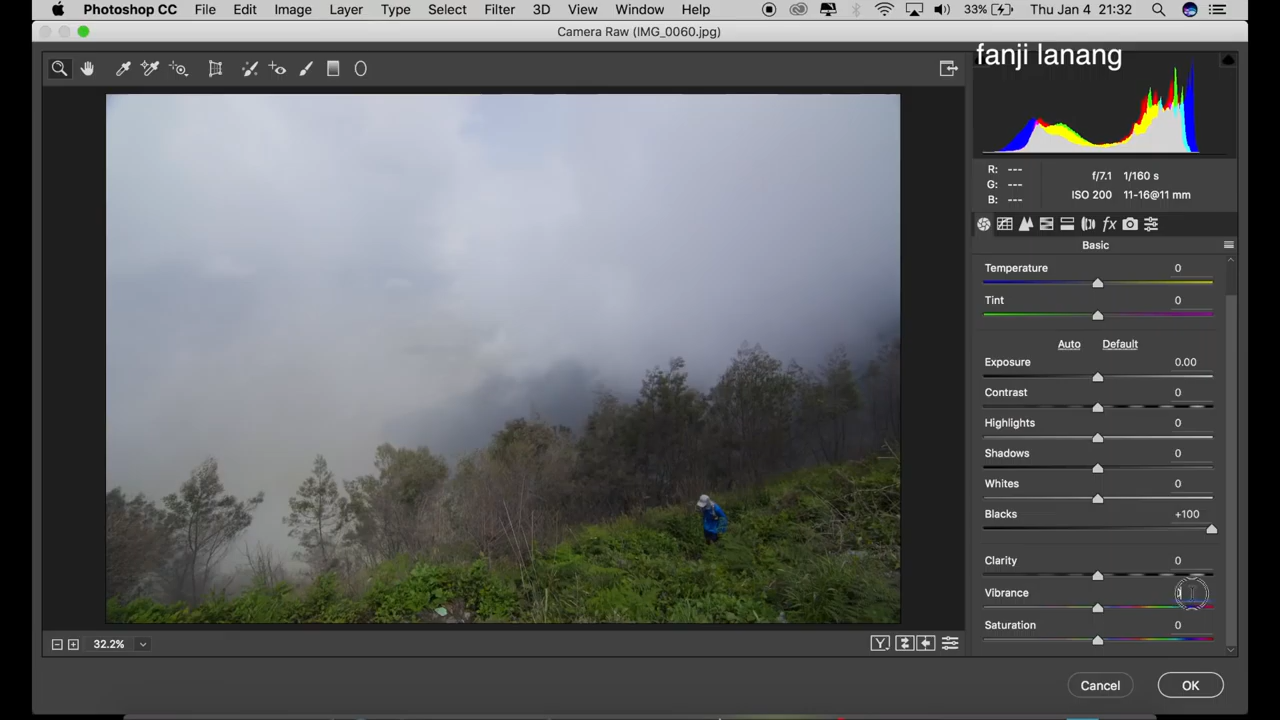 Photoshop CC File Edit Image Layer Type Select Filter 3D View Window Help 33% Thu Jan 4 21:32
Camera Raw (IMG_0060.jpg)
fanji lanang
R: ---
G: ---
B: ---
f/7.1 1/160 s
ISO 200 11-16@11 mm
fx
Basic
Temperature 0
Tint 0
Auto Default
Exposure 0.00
Contrast 0
Highlights 0
Shadows 0
Whites 0
Blacks +100
Clarity 0
Vibrance
Saturation 0
32.2%
Y
Cancel OK